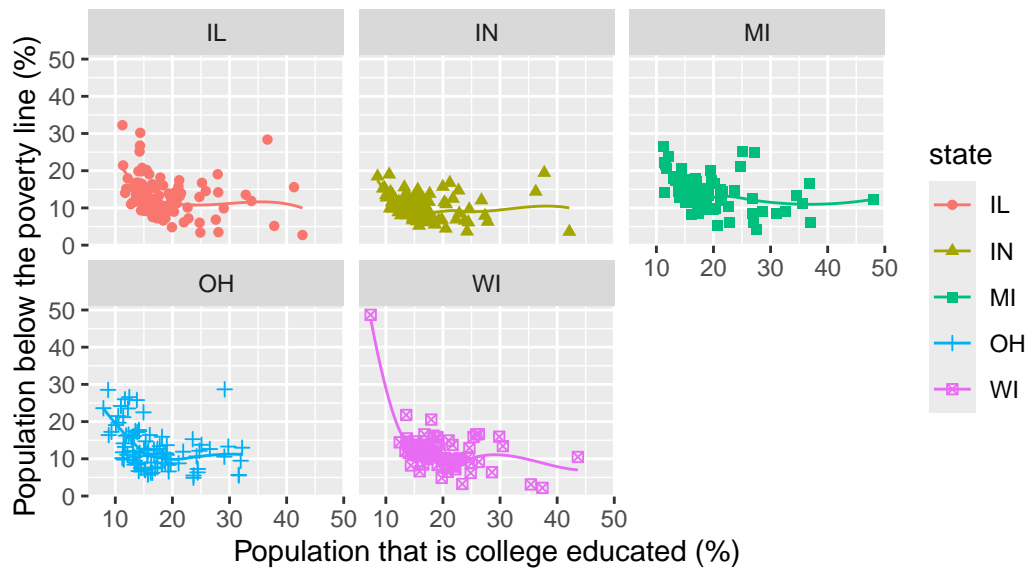 Population below the poverty line (%)
IL
IN
MI
50
40
30
20
10
0
10 20 30 40 50
OH
WI
50
40
30
20
10
0
10 20 30 40 50
10 20 30 40 50
Population that is college educated (%)
state
IL
IN
MI
OH
WI